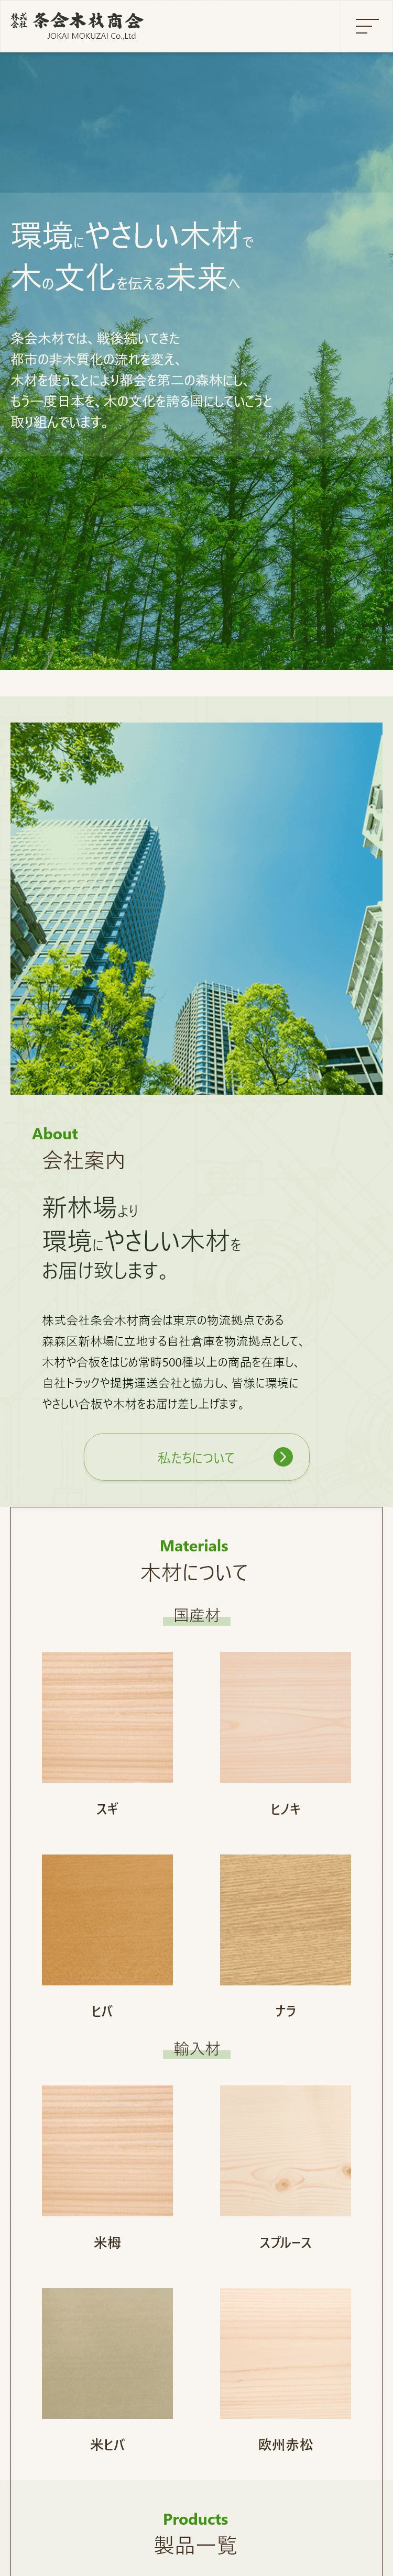 株式会社 条会木材商会
JOKAI MOKUZAI Co.,Ltd
環境にやさしい木材で
木の文化を伝える未来へ
条会木材では、戦後続いてきた
都市の非木質化の流れを変え、
木材を使うことにより都会を第二の森林にし、
もう一度日本を、木の文化を誇る国にしていこうと
取り組んでいます。
About
会社案内
新林場より
環境にやさしい木材を
お届け致します。
株式会社条会木材商会は東京の物流拠点である
森森区新林場に立地する自社倉庫を物流拠点として、
木材や合板をはじめ常時500種以上の商品を在庫し、
自社トラックや提携運送会社と協力し、皆様に環境に
やさしい合板や木材をお届け差し上げます。
私たちについて
Materials
木材について
国産材
スギ
ヒノキ
ヒバ
ナラ
輸入材
米栂
スプルース
米ヒバ
欧州赤松
Products
製品一覧